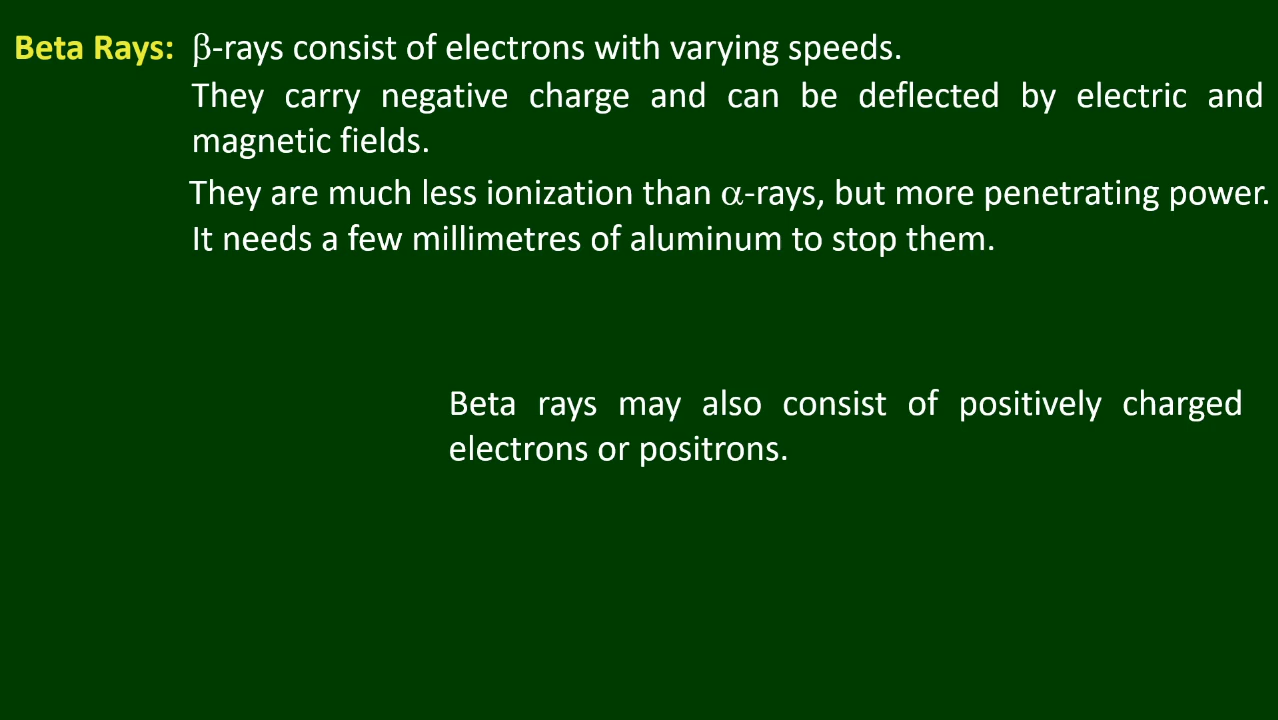 Beta Rays: β-rays consist of electrons with varying speeds.
They carry negative charge and can be deflected by electric and
magnetic fields.
They are much less ionization than α-rays, but more penetrating power.
It needs a few millimetres of aluminum to stop them.
Beta rays may also consist of positively charged
electrons or positrons.